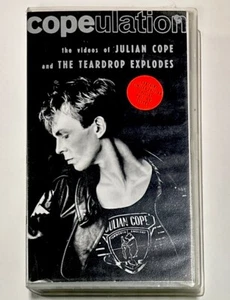 copeulation
the videos of JULIAN COPE
and THE TEARDROP EXPLODES
JULIAN COPE